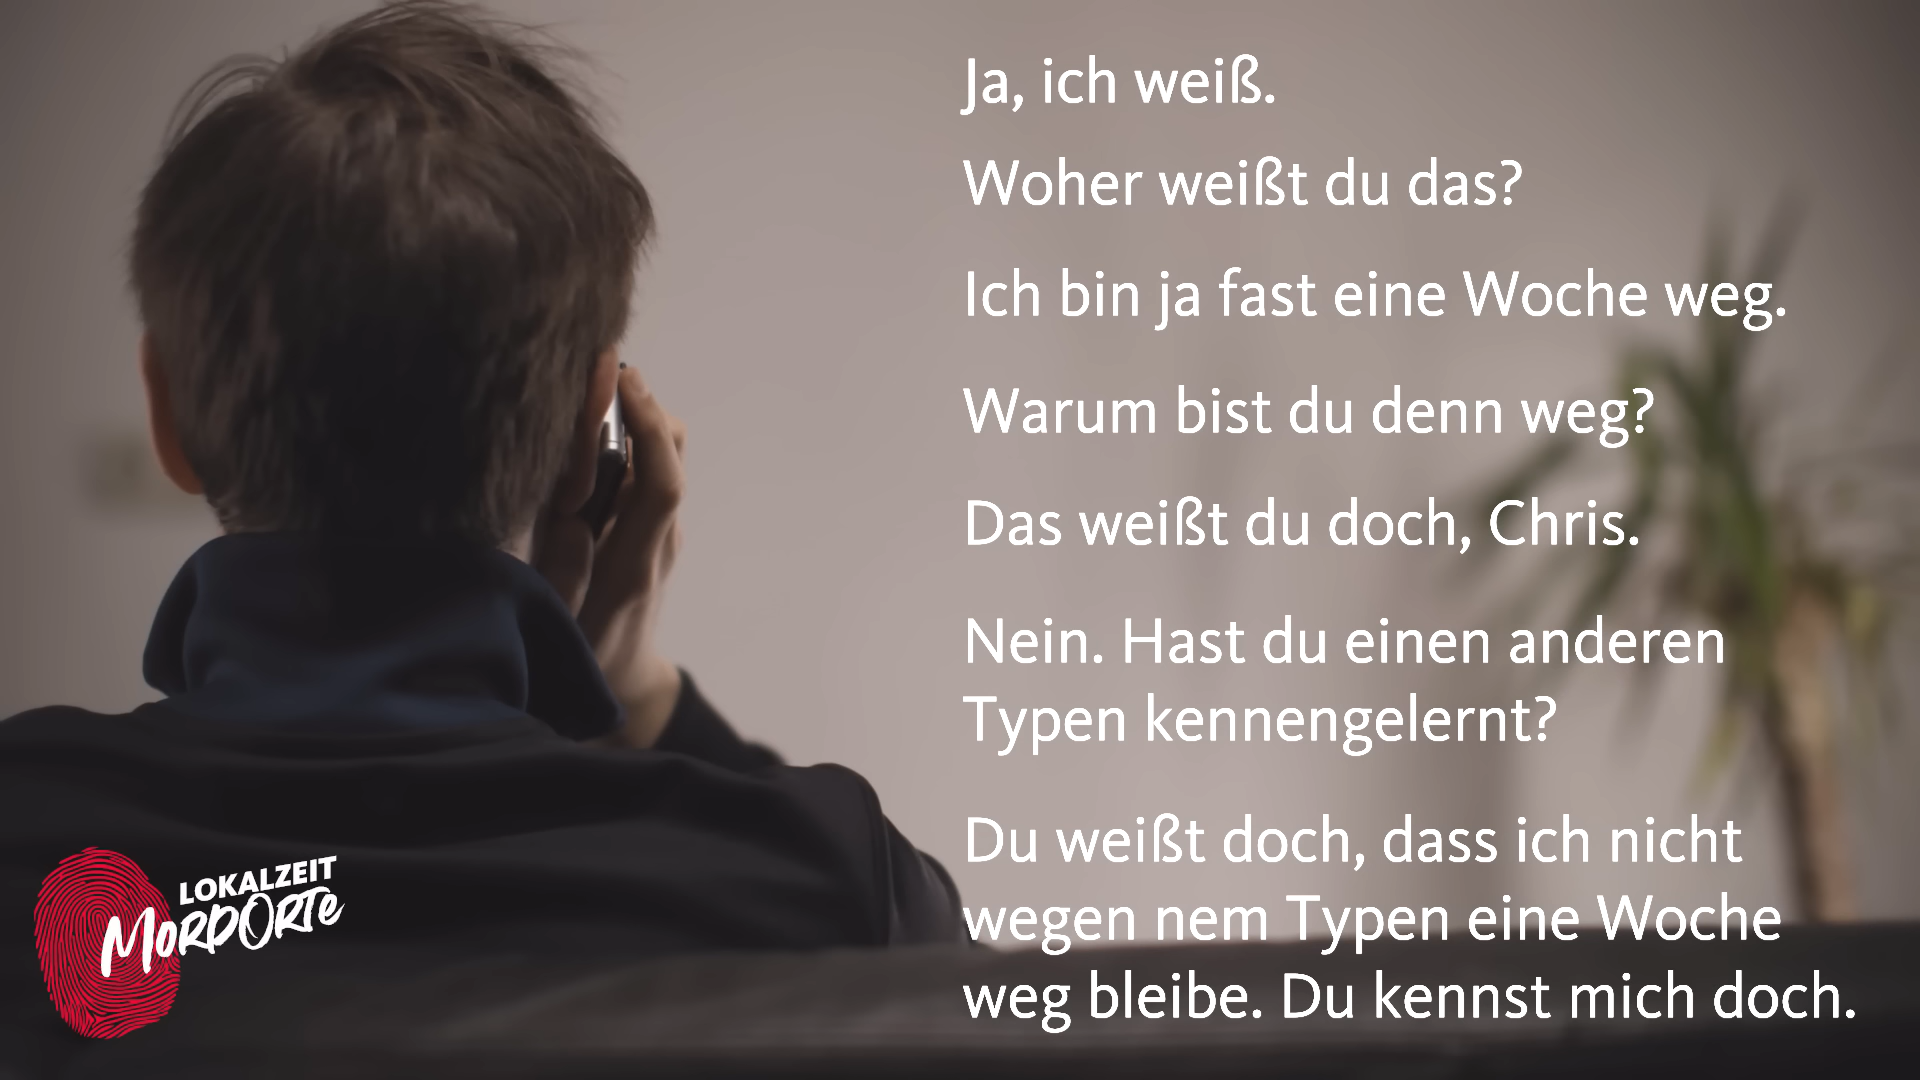 Ja, ich weiß.
Woher weißt du das?
Ich bin ja fast eine Woche weg.
Warum bist du denn weg?
Das weißt du doch, Chris.
Nein. Hast du einen anderen
Typen kennengelernt?
Du weißt doch, dass ich nicht
wegen nem Typen eine Woche
weg bleibe. Du kennst mich doch.
LOKALZEIT
MORDORTE